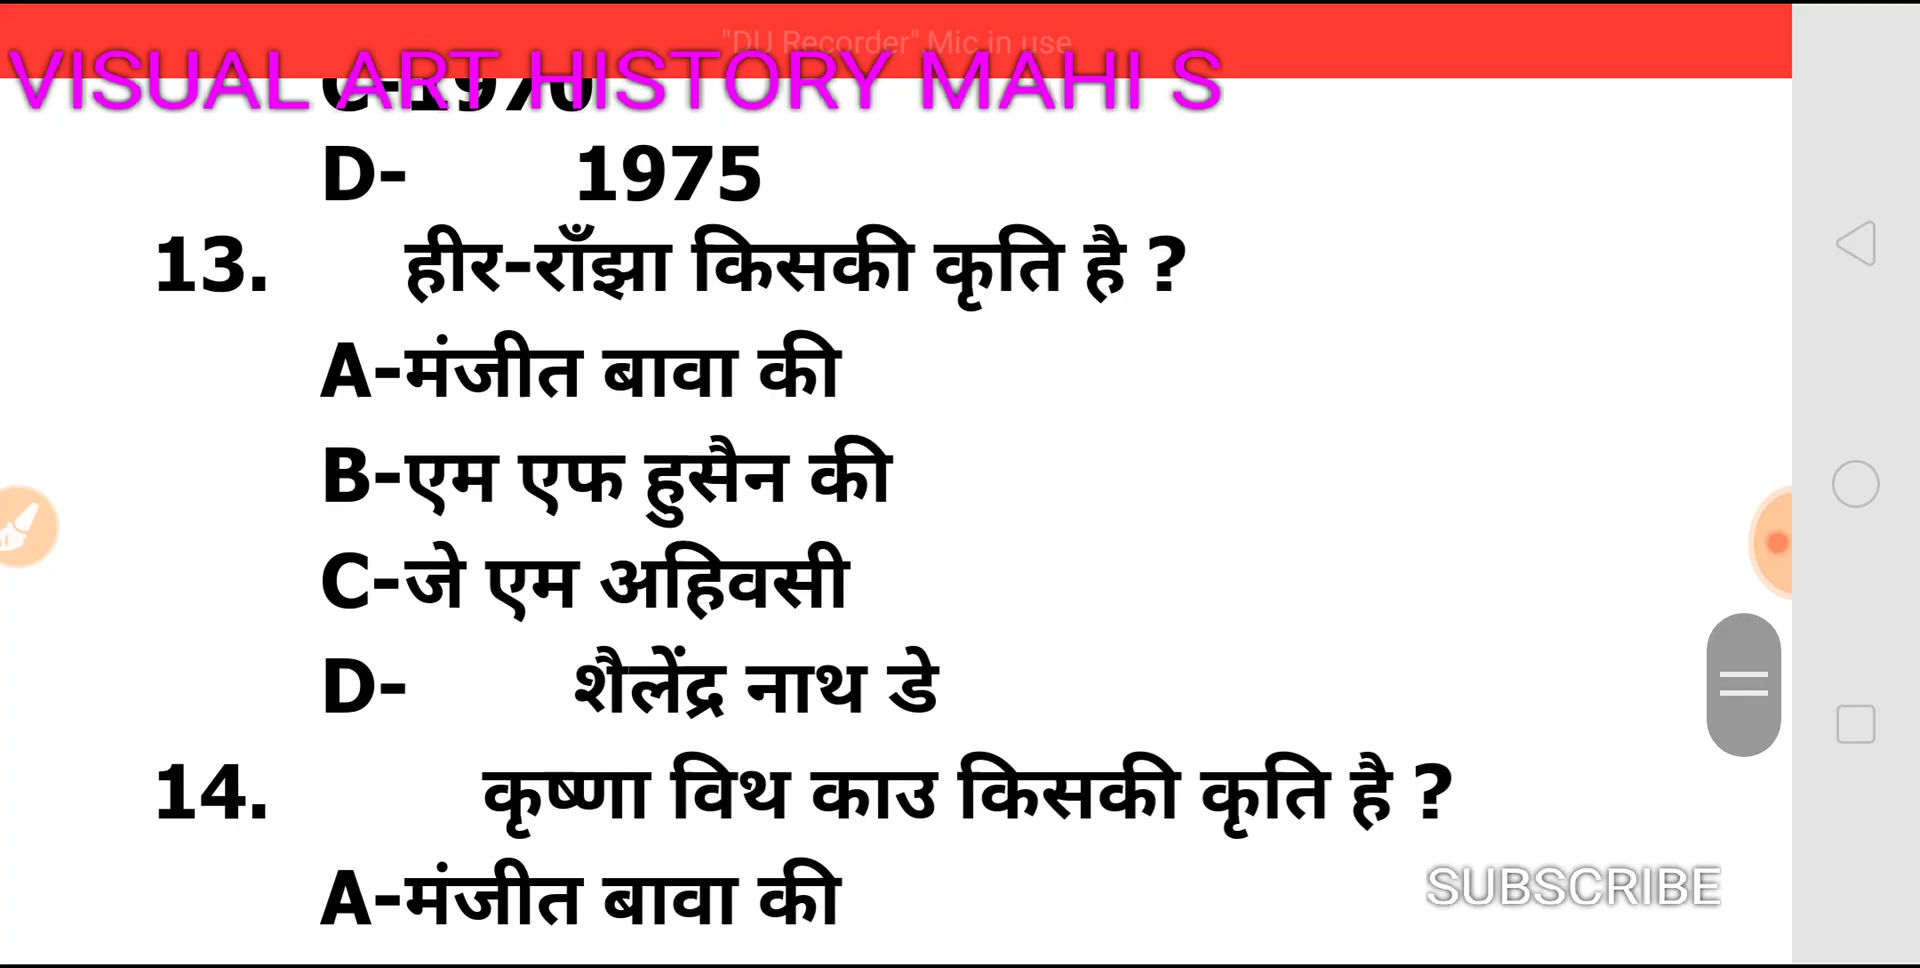 "DU Recorder" Mic in use
VISUAL ART HISTORY MAHI S
C-1970
D- 1975
13. हीर-राँझा किसकी कृति है ?
A-मंजीत बावा की
B-एम एफ हुसैन की
C-जे एम अहिवसी
D- शैलेंद्र नाथ डे
14. कृष्णा विथ काउ किसकी कृति है ?
A-मंजीत बावा की
SUBSCRIBE